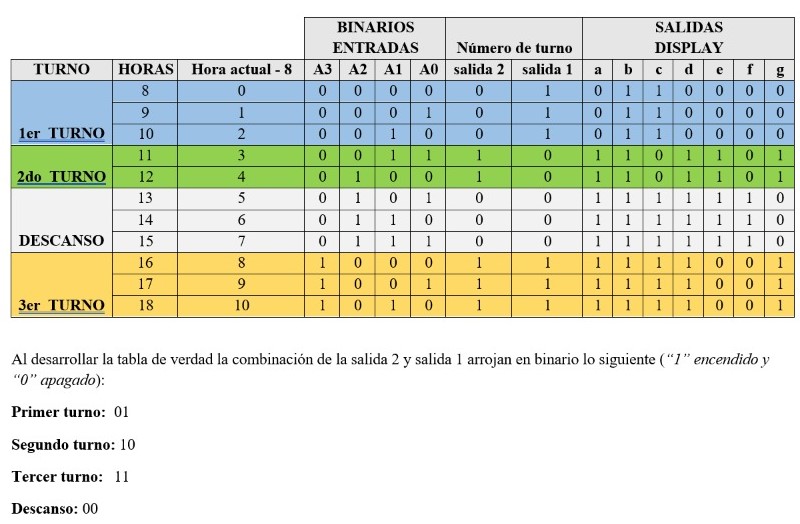 BINARIOS ENTRADAS Número de turno SALIDAS DISPLAY
TURNO HORAS Hora actual - 8 A3 A2 A1 A0 salida 2 salida 1 a b c d e f g
1er TURNO 8 0 0 0 0 0 0 1 0 1 1 0 0 0 0
9 1 0 0 0 1 0 1 0 1 1 0 0 0 0
10 2 0 0 1 0 0 1 0 1 1 0 0 0 0
2do TURNO 11 3 0 0 1 1 1 0 1 1 0 1 1 0 1
12 4 0 1 0 0 1 0 1 1 0 1 1 0 1
DESCANSO 13 5 0 1 0 1 0 0 1 1 1 1 1 1 0
14 6 0 1 1 0 0 0 1 1 1 1 1 1 0
15 7 0 1 1 1 0 0 1 1 1 1 1 1 0
3er TURNO 16 8 1 0 0 0 1 1 1 1 1 1 0 0 1
17 9 1 0 0 1 1 1 1 1 1 1 0 0 1
18 10 1 0 1 0 1 1 1 1 1 1 0 0 1
Al desarrollar la tabla de verdad la combinación de la salida 2 y salida 1 arrojan en binario lo siguiente (“1” encendido y
“0” apagado):
Primer turno: 01
Segundo turno: 10
Tercer turno: 11
Descanso: 00